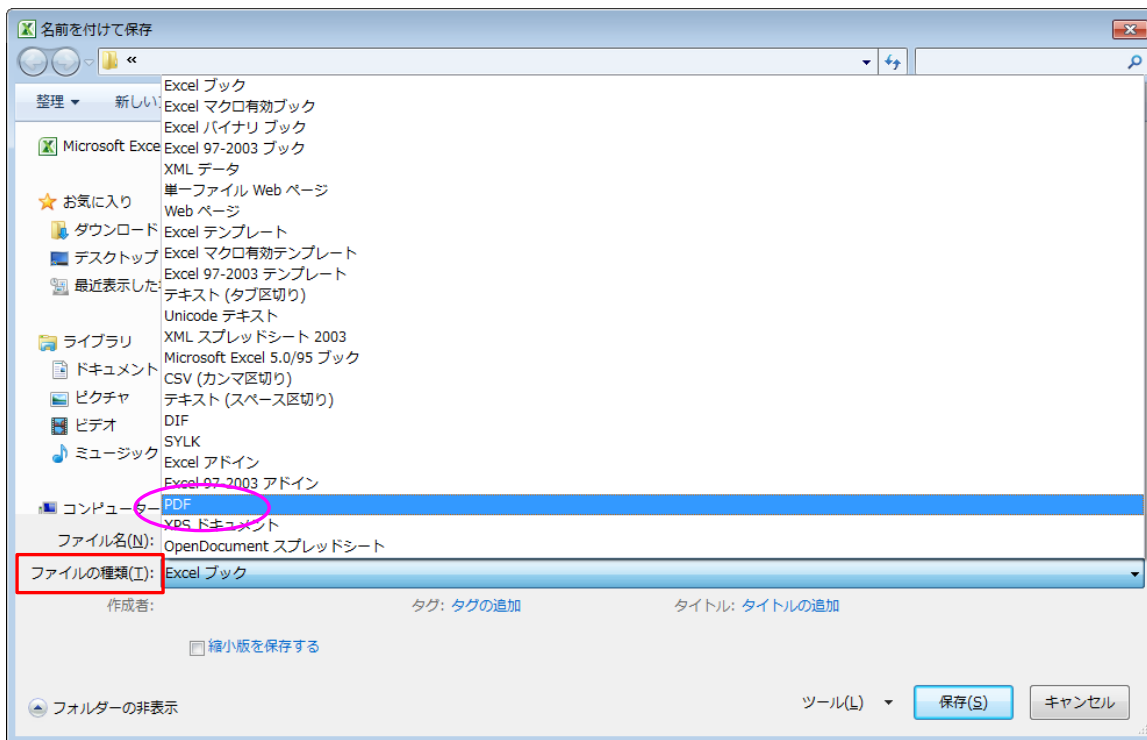 名前を付けて保存
«
整理 ▼ 新しい
Microsoft Exce
お気に入り
ダウンロード
デスクトップ
最近表示した
ライブラリ
ドキュメント
ピクチャ
ビデオ
ミュージック
コンピューター
Excel ブック
Excel マクロ有効ブック
Excel バイナリ ブック
Excel 97-2003 ブック
XML データ
単一ファイル Web ページ
Web ページ
Excel テンプレート
Excel マクロ有効テンプレート
Excel 97-2003 テンプレート
テキスト (タブ区切り)
Unicode テキスト
XML スプレッドシート 2003
Microsoft Excel 5.0/95 ブック
CSV (カンマ区切り)
テキスト (スペース区切り)
DIF
SYLK
Excel アドイン
Excel 97-2003 アドイン
PDF
XPS ドキュメント
OpenDocument スプレッドシート
ファイル名(N):
ファイルの種類(T): Excel ブック
作成者: タグ: タグの追加 タイトル: タイトルの追加
縮小版を保存する
フォルダーの非表示 ツール(L) ▼ 保存(S) キャンセル